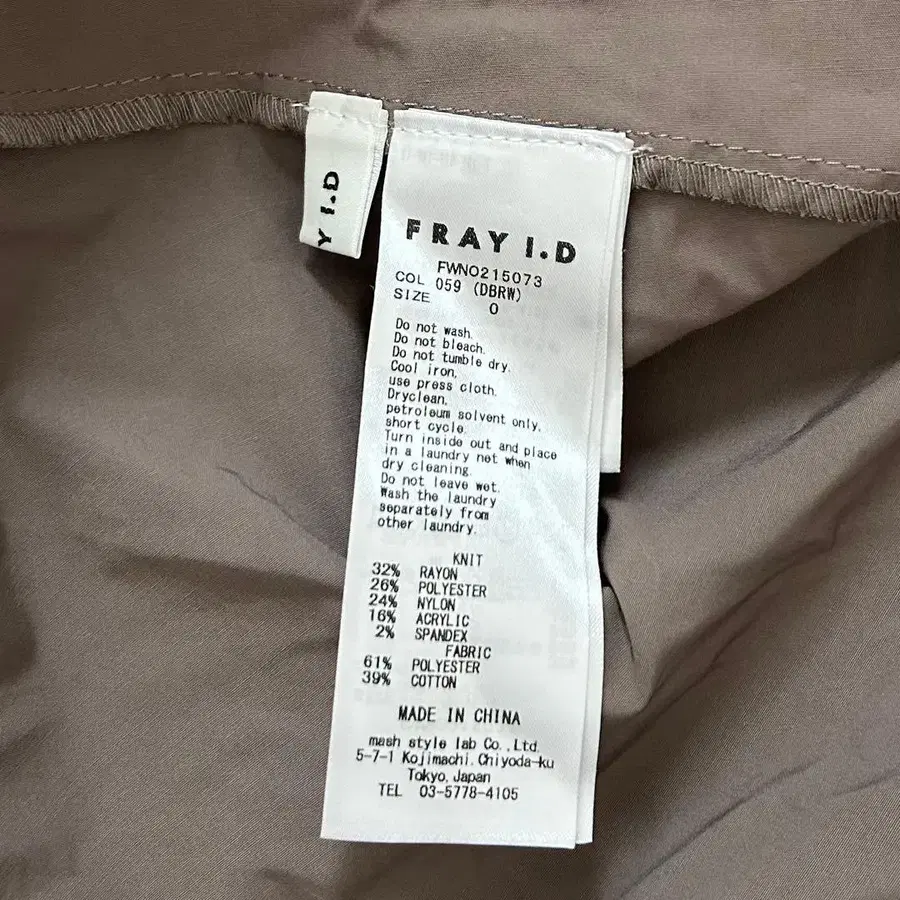 Y I.D
FRAY I.D
FWNO215073
COL 059 (DBRW)
SIZE 0
Do not wash.
Do not bleach.
Do not tumble dry.
Cool iron,
use press cloth.
Dryclean,
petroleum solvent only,
short cycle.
Turn inside out and place
in a laundry net when
dry cleaning.
Do not leave wet.
Wash the laundry
separately from
other laundry.
KNIT
32% RAYON
26% POLYESTER
24% NYLON
16% ACRYLIC
2% SPANDEX
FABRIC
61% POLYESTER
39% COTTON
MADE IN CHINA
mash style lab Co.,Ltd.
5-7-1 Kojimachi, Chiyoda-ku
Tokyo, Japan
TEL 03-5778-4105